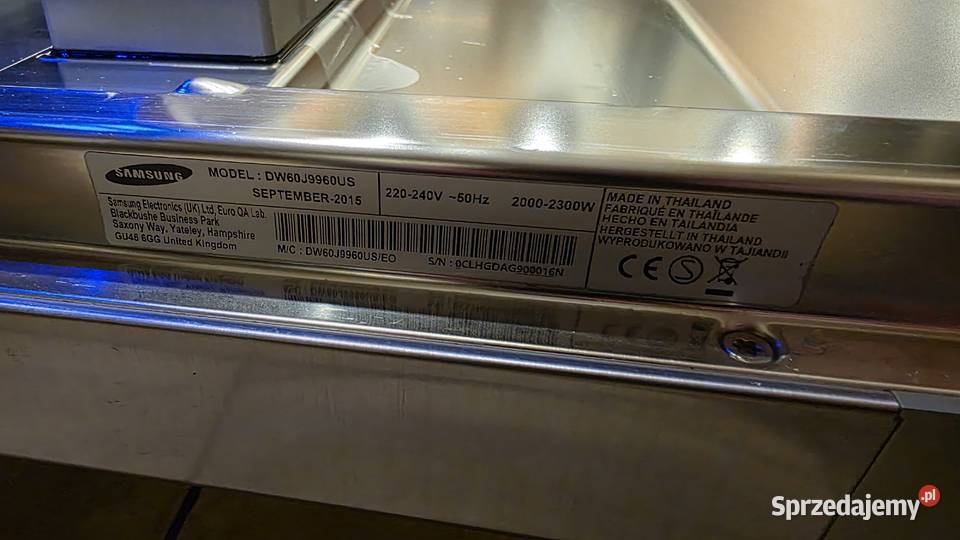 SAMSUNG
MODEL : DW60J9960US
SEPTEMBER-2015
Samsung Electronics (UK) Ltd, Euro QA Lab.
Blackbushe Business Park
Saxony Way, Yateley, Hampshire
GU46 6GG United Kingdom
220-240V ~50Hz 2000-2300W
M/C : DW60J9960US/EO S/N : 0CLHGDAG900016N
MADE IN THAILAND
FABRIQUÉ EN THAÏLANDE
HECHO EN TAILANDIA
HERGESTELLT IN THAILAND
WYPRODUKOWANO W TAJLANDII
CE S
Sprzedajemy.pl